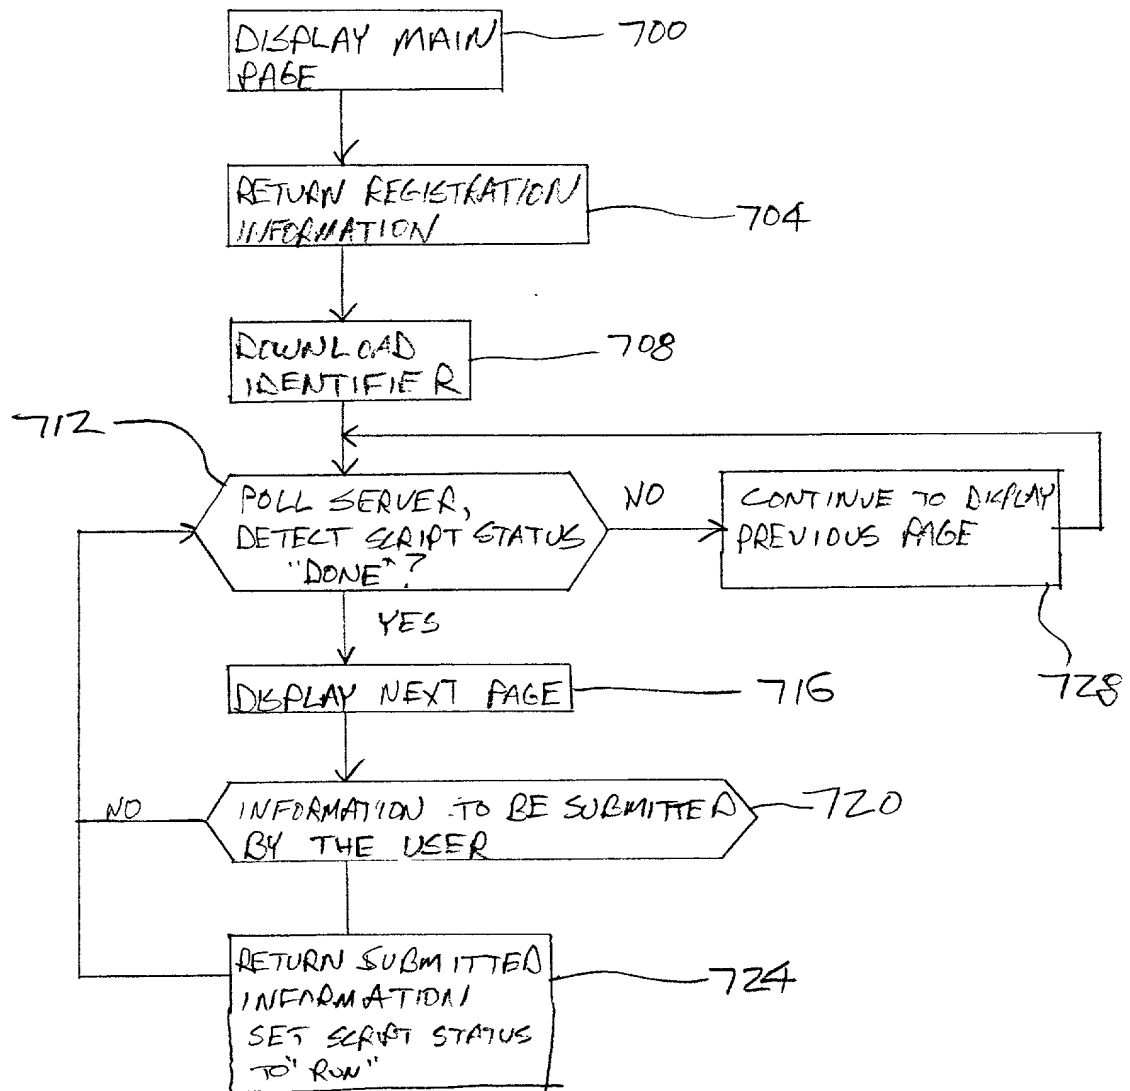 DISPLAY MAIN
PAGE
700
RETURN REGISTRATION
INFORMATION
704
DOWNLOAD
IDENTIFIER
708
712
POLL SERVER,
DETECT SCRIPT STATUS
"DONE"?
NO
CONTINUE TO DISPLAY
PREVIOUS PAGE
728
YES
DISPLAY NEXT PAGE
716
NO
INFORMATION TO BE SUBMITTED
BY THE USER
720
RETURN SUBMITTED
INFORMATION
SET SCRIPT STATUS
TO "RUN"
724